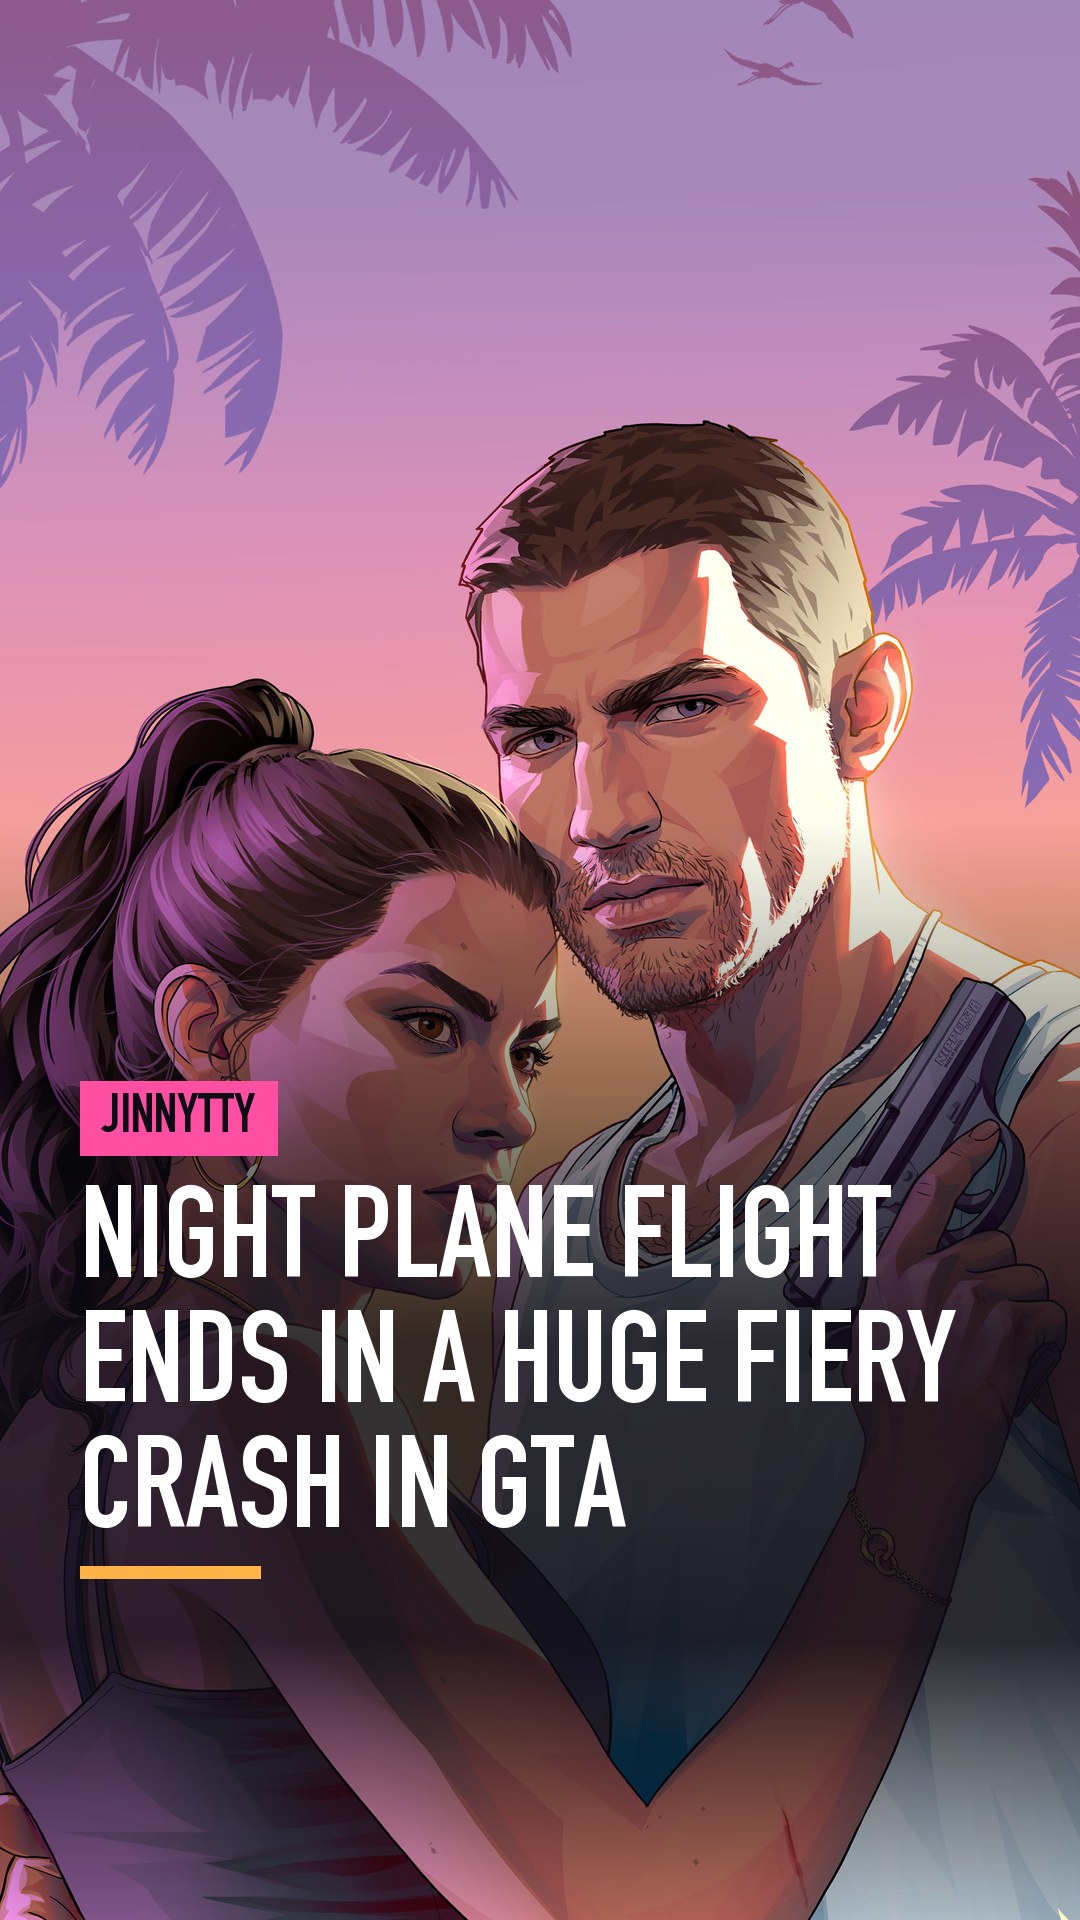 JINNYTTY
NIGHT PLANE FLIGHT
ENDS IN A HUGE FIERY
CRASH IN GTA